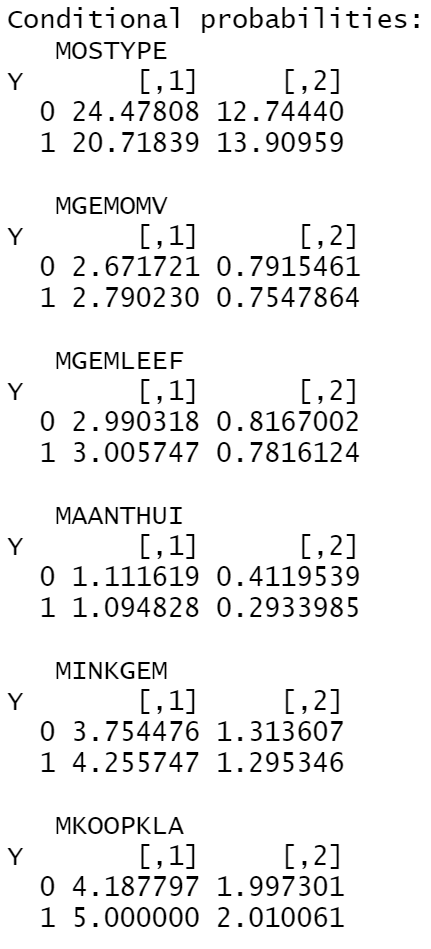 Conditional probabilities:
   MOSTYPE
Y       [,1]     [,2]
  0 24.47808 12.74440
  1 20.71839 13.90959

   MGEMOMV
Y       [,1]      [,2]
  0 2.671721 0.7915461
  1 2.790230 0.7547864

   MGEMLEEF
Y       [,1]      [,2]
  0 2.990318 0.8167002
  1 3.005747 0.7816124

   MAANTHUI
Y       [,1]      [,2]
  0 1.111619 0.4119539
  1 1.094828 0.2933985

   MINKGEM
Y       [,1]     [,2]
  0 3.754476 1.313607
  1 4.255747 1.295346

   MKOOPKLA
Y       [,1]     [,2]
  0 4.187797 1.997301
  1 5.000000 2.010061